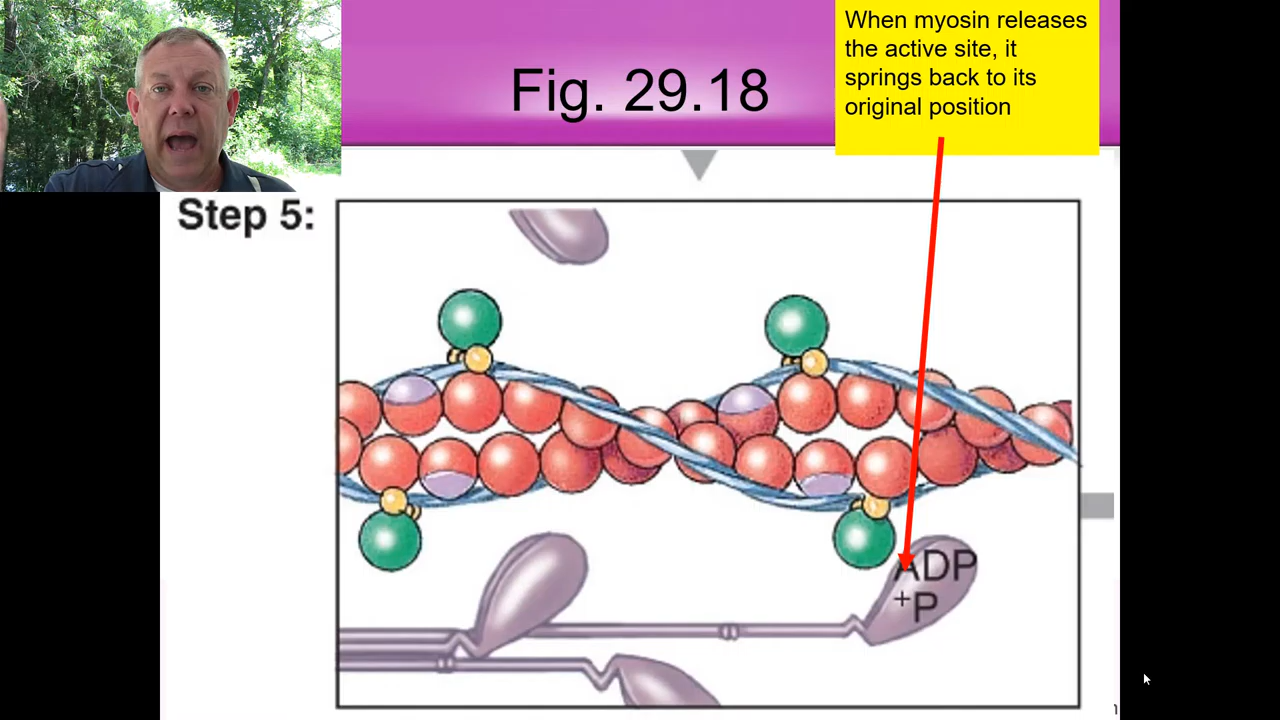 When myosin releases
the active site, it
springs back to its
original position
Fig. 29.18
Step 5:
ADP
+P